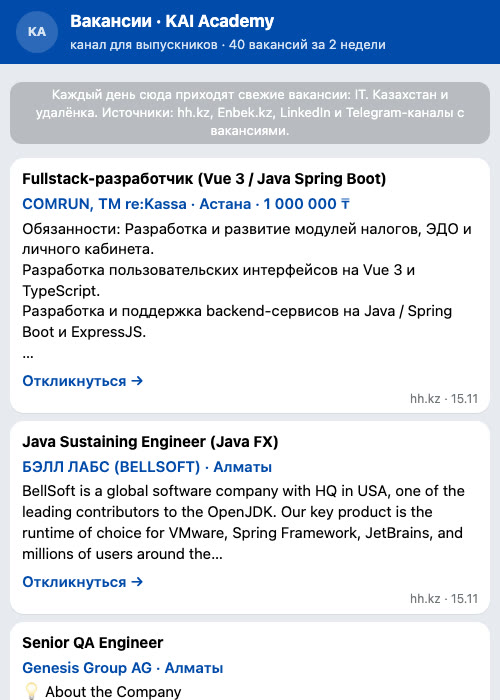 KA
Вакансии · KAI Academy
канал для выпускников · 40 вакансий за 2 недели
Каждый день сюда приходят свежие вакансии: IT. Казахстан и
удалёнка. Источники: hh.kz, Enbek.kz, LinkedIn и Telegram-каналы с
вакансиями.
Fullstack-разработчик (Vue 3 / Java Spring Boot)
COMRUN, TM re:Kassa · Астана · 1 000 000 ₸
Обязанности: Разработка и развитие модулей налогов, ЭДО и
личного кабинета.
Разработка пользовательских интерфейсов на Vue 3 и
TypeScript.
Разработка и поддержка backend-сервисов на Java / Spring
Boot и ExpressJS.
...
Откликнуться →
hh.kz · 15.11
Java Sustaining Engineer (Java FX)
БЭЛЛ ЛАБС (BELLSOFT) · Алматы
BellSoft is a global software company with HQ in USA, one of the
leading contributors to the OpenJDK. Our key product is the
runtime of choice for VMware, Spring Framework, JetBrains, and
millions of users around the...
Откликнуться →
hh.kz · 15.11
Senior QA Engineer
Genesis Group AG · Алматы
💡 About the Company